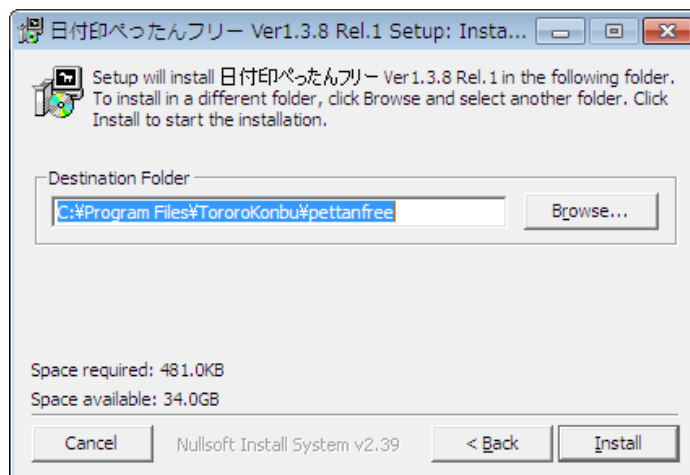 日付印ぺったんフリー Ver1.3.8 Rel.1 Setup: Insta...
Setup will install 日付印ぺったんフリー Ver1.3.8 Rel.1 in the following folder.
To install in a different folder, click Browse and select another folder. Click
Install to start the installation.
Destination Folder
C:¥Program Files¥TororoKonbu¥pettanfree
Browse...
Space required: 481.0KB
Space available: 34.0GB
Cancel
Nullsoft Install System v2.39
< Back
Install